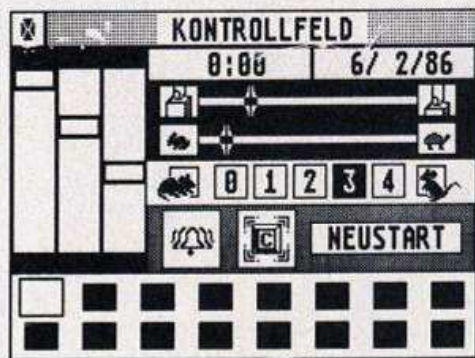 KONTROLLFELD
0:00 6/ 2/86
0 1 2 3 4
C
NEUSTART